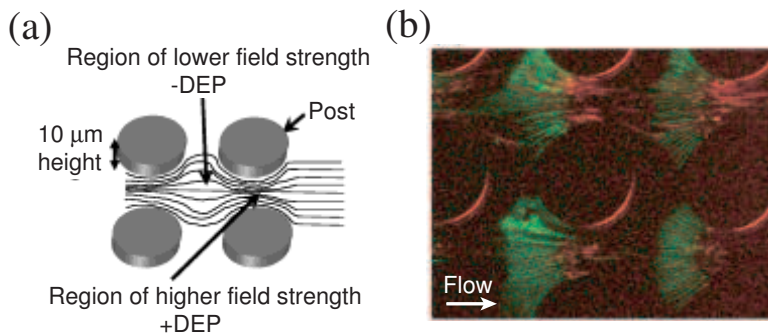 (a)
Region of lower field strength
-DEP
Post
10 μm
height
Region of higher field strength
+DEP
(b)
Flow